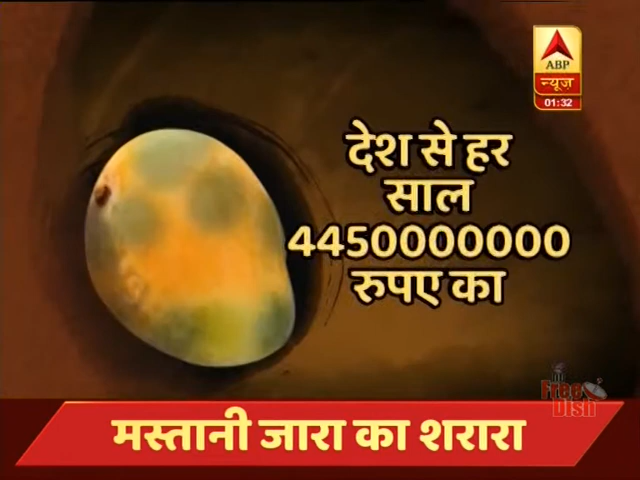 ABP
न्यूज़
01:32
देश से हर
साल
4450000000
रुपए का
Free
Dish
मस्तानी जारा का शरारा